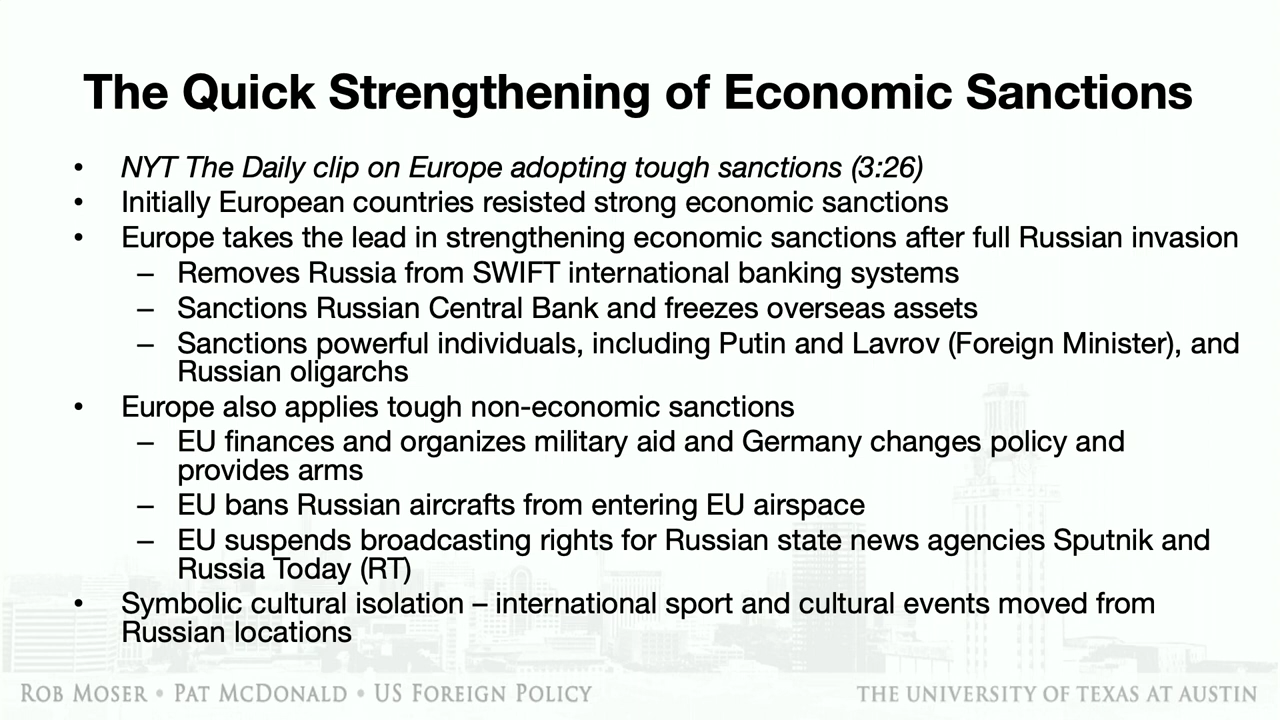 The Quick Strengthening of Economic Sanctions
• NYT The Daily clip on Europe adopting tough sanctions (3:26)
• Initially European countries resisted strong economic sanctions
• Europe takes the lead in strengthening economic sanctions after full Russian invasion
– Removes Russia from SWIFT international banking systems
– Sanctions Russian Central Bank and freezes overseas assets
– Sanctions powerful individuals, including Putin and Lavrov (Foreign Minister), and
Russian oligarchs
• Europe also applies tough non-economic sanctions
– EU finances and organizes military aid and Germany changes policy and
provides arms
– EU bans Russian aircrafts from entering EU airspace
– EU suspends broadcasting rights for Russian state news agencies Sputnik and
Russia Today (RT)
• Symbolic cultural isolation – international sport and cultural events moved from
Russian locations
ROB MOSER • PAT MCDONALD • US FOREIGN POLICY
THE UNIVERSITY OF TEXAS AT AUSTIN